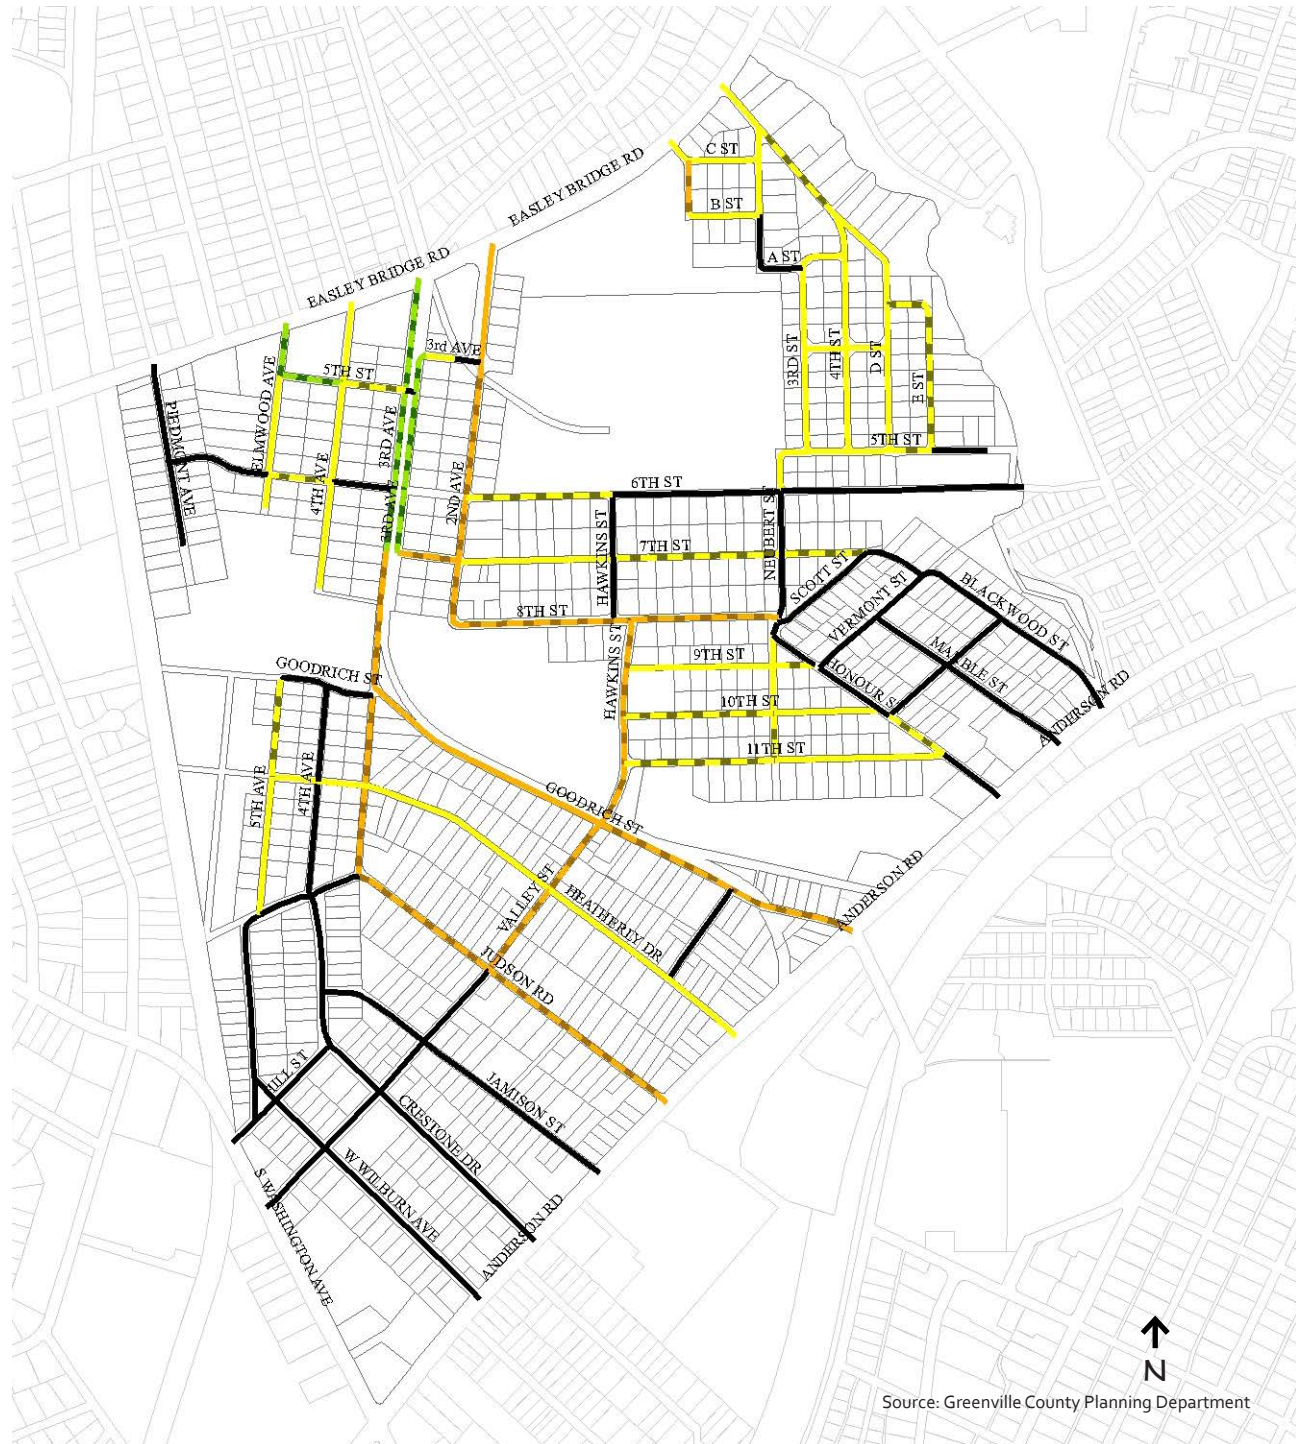 C ST
EASLEY BRIDGE RD
B ST
A ST
EASLEY BRIDGE RD
3rd AVE
5TH ST
ELMWOOD AVE
3RD ST
4TH ST
D ST
E ST
PIEDMONT AVE
3RD AVE
5TH ST
4TH AVE
2ND AVE
6TH ST
3RD AVE
HAWKINS ST
NEUBERT ST
7TH ST
SCOTT ST
VERMONT ST
BLACKWOOD ST
8TH ST
MARBLE ST
HAWKINS ST
9TH ST
HONOUR ST
GOODRICH ST
10TH ST
ANDERSON RD
11TH ST
5TH AVE
4TH AVE
GOODRICH ST
VALLEY ST
HEATHERLY DR
ANDERSON RD
JUDSON RD
HILL ST
JAMISON ST
CRESTONE DR
W WILBURN AVE
S WASHINGTON AVE
ANDERSON RD
N
Source: Greenville County Planning Department